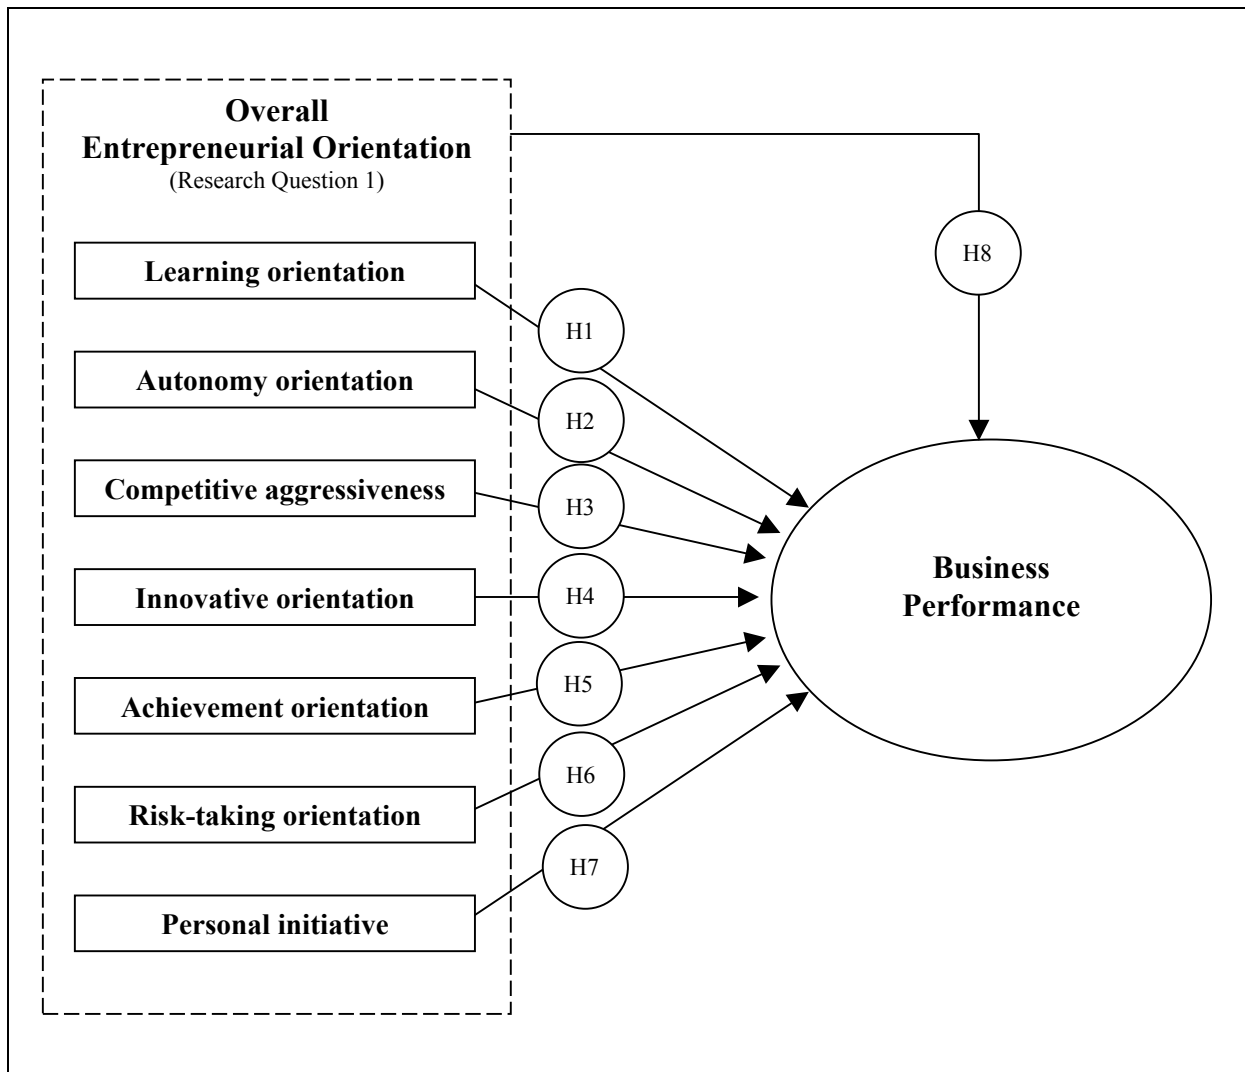 Overall
Entrepreneurial Orientation
(Research Question 1)
Learning orientation
Autonomy orientation
Competitive aggressiveness
Innovative orientation
Achievement orientation
Risk-taking orientation
Personal initiative
H1
H2
H3
H4
H5
H6
H7
H8
Business
Performance